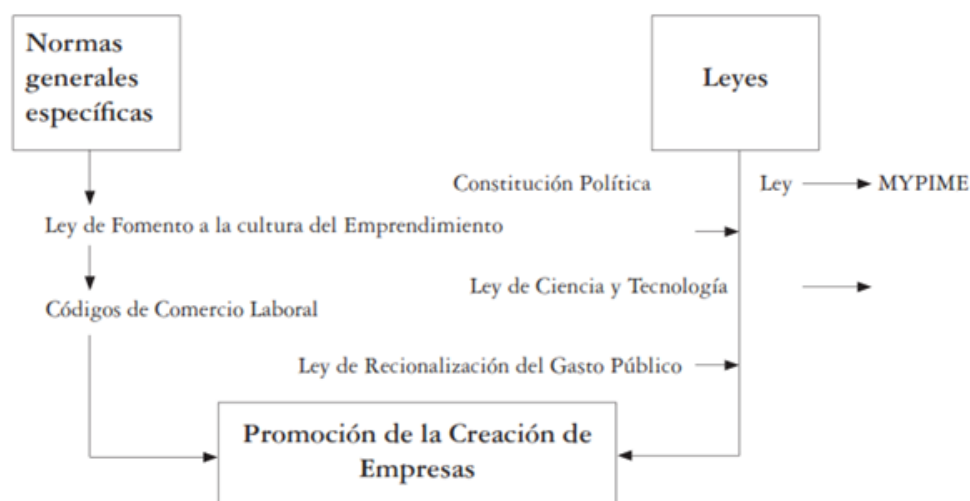 Normas
generales
específicas
Leyes
Constitución Política
Ley
MYPIME
Ley de Fomento a la cultura del Emprendimiento
Ley de Ciencia y Tecnología
Códigos de Comercio Laboral
Ley de Recionalización del Gasto Público
Promoción de la Creación de
Empresas